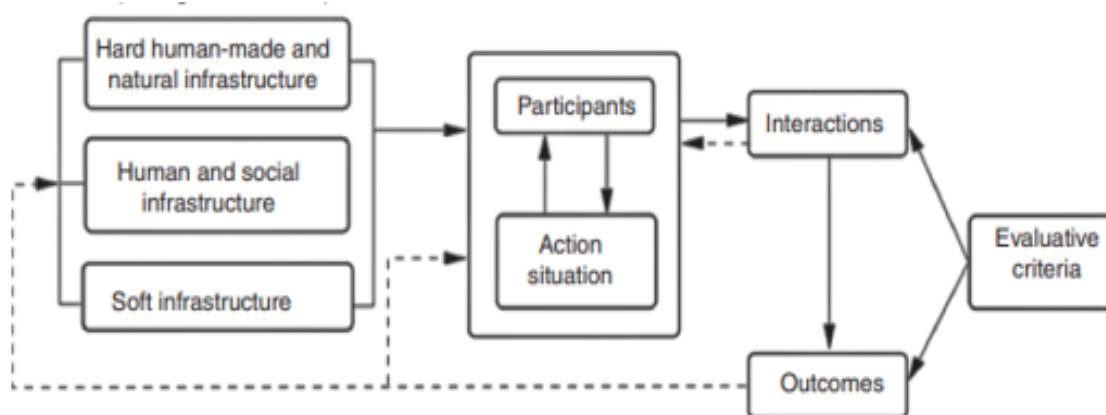 Hard human-made and
natural infrastructure
Human and social
infrastructure
Soft infrastructure
Participants
Action
situation
Interactions
Outcomes
Evaluative
criteria